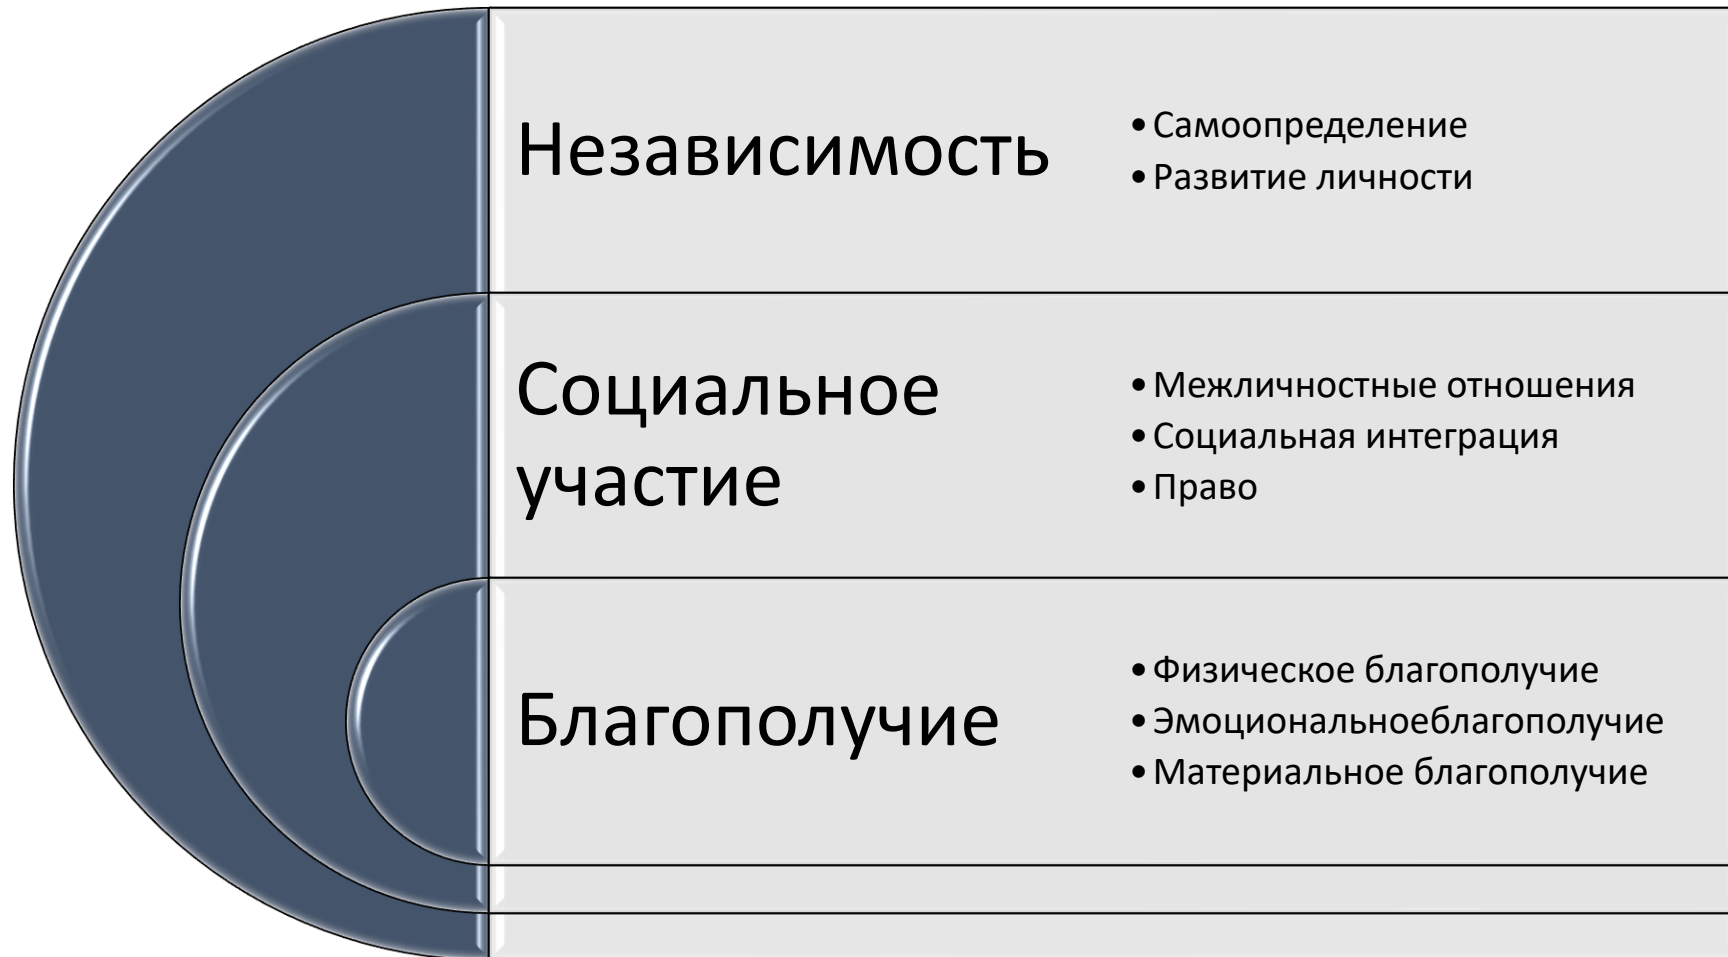 Независимость
• Самоопределение
• Развитие личности
Социальное
участие
• Межличностные отношения
• Социальная интеграция
• Право
Благополучие
• Физическое благополучие
• Эмоциональноеблагополучие
• Материальное благополучие